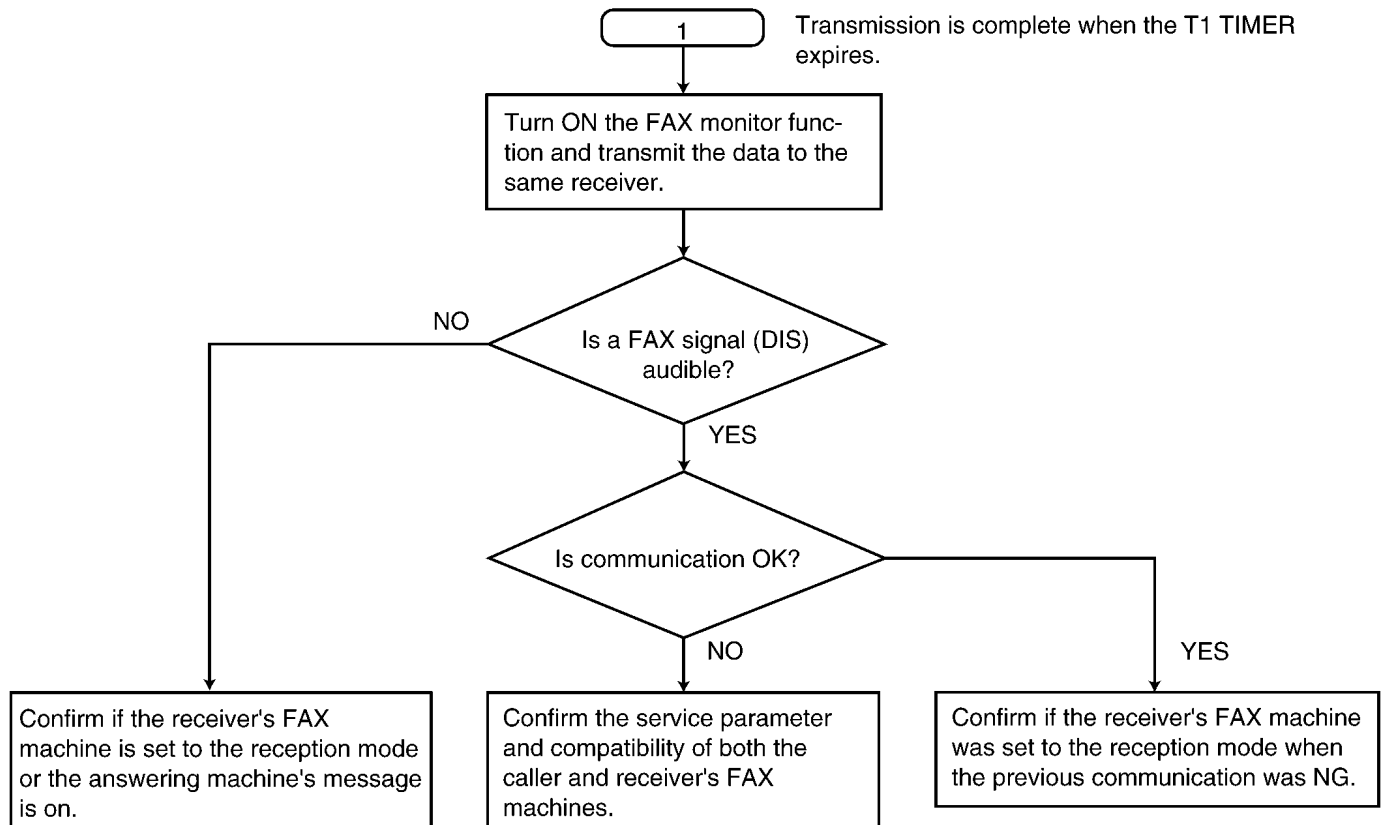 1
Transmission is complete when the T1 TIMER
expires.
Turn ON the FAX monitor func-
tion and transmit the data to the
same receiver.
NO
Is a FAX signal (DIS)
audible?
YES
Is communication OK?
NO
YES
Confirm if the receiver's FAX
machine is set to the reception mode
or the answering machine's message
is on.
Confirm the service parameter
and compatibility of both the
caller and receiver's FAX
machines.
Confirm if the receiver's FAX machine
was set to the reception mode when
the previous communication was NG.